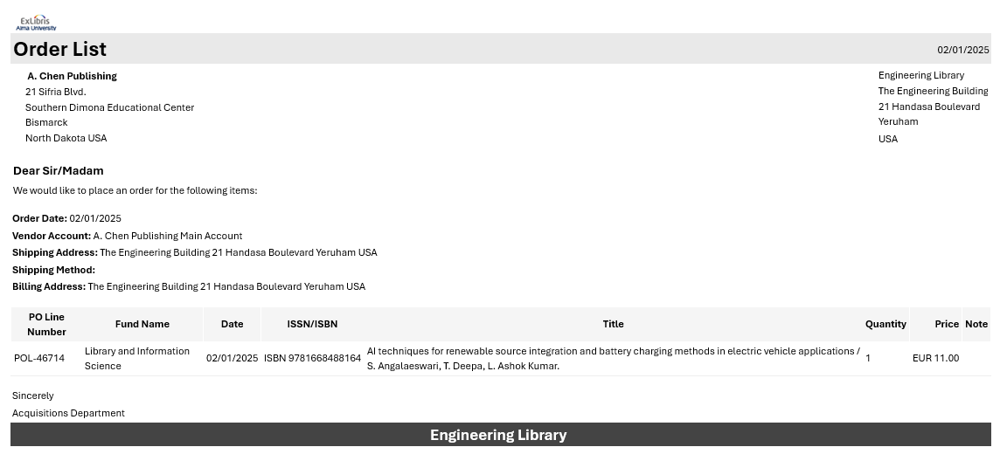 ExLibris
Alma University
Order List
02/01/2025
A. Chen Publishing
21 Sifria Blvd.
Southern Dimona Educational Center
Bismarck
North Dakota USA
Engineering Library
The Engineering Building
21 Handasa Boulevard
Yeruham
USA
Dear Sir/Madam
We would like to place an order for the following items:
Order Date: 02/01/2025
Vendor Account: A. Chen Publishing Main Account
Shipping Address: The Engineering Building 21 Handasa Boulevard Yeruham USA
Shipping Method:
Billing Address: The Engineering Building 21 Handasa Boulevard Yeruham USA
PO Line Number Fund Name Date ISSN/ISBN Title Quantity Price Note
POL-46714 Library and Information Science 02/01/2025 ISBN 9781668488164 AI techniques for renewable source integration and battery charging methods in electric vehicle applications / S. Angalaeswari, T. Deepa, L. Ashok Kumar. 1 EUR 11.00
Sincerely
Acquisitions Department
Engineering Library